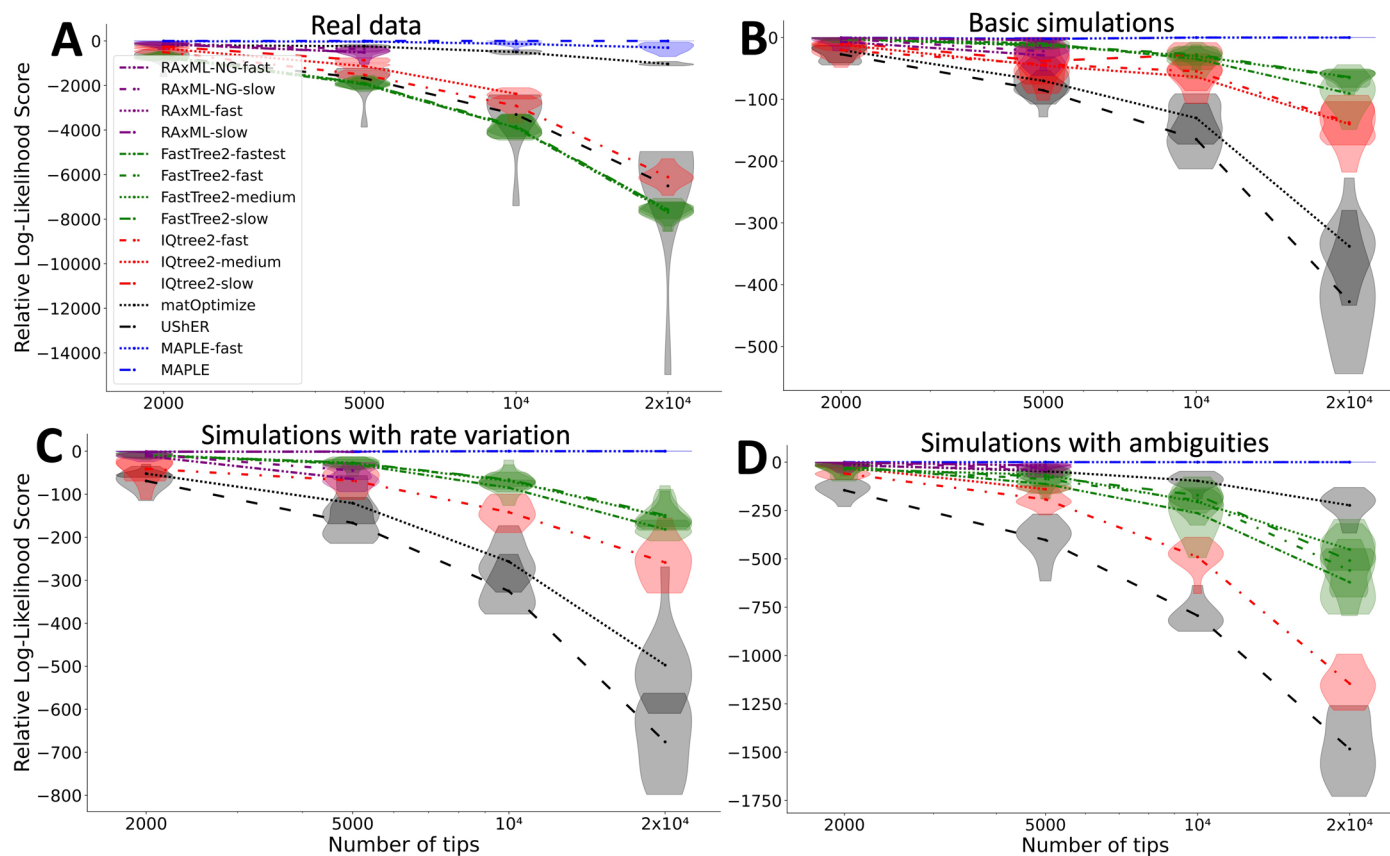 A
Real data
Relative Log-Likelihood Score
0
−2000
−4000
−6000
−8000
−10000
−12000
−14000
RAxML-NG-fast
RAxML-NG-slow
RAxML-fast
RAxML-slow
FastTree2-fastest
FastTree2-fast
FastTree2-medium
FastTree2-slow
IQtree2-fast
IQtree2-medium
IQtree2-slow
matOptimize
UShER
MAPLE-fast
MAPLE
2000 5000 10⁴ 2x10⁴
B
Basic simulations
0
−100
−200
−300
−400
−500
2000 5000 10⁴ 2x10⁴
Number of tips
C
Simulations with rate variation
Relative Log-Likelihood Score
0
−100
−200
−300
−400
−500
−600
−700
−800
2000 5000 10⁴ 2x10⁴
Number of tips
D
Simulations with ambiguities
0
−250
−500
−750
−1000
−1250
−1500
−1750
2000 5000 10⁴ 2x10⁴
Number of tips